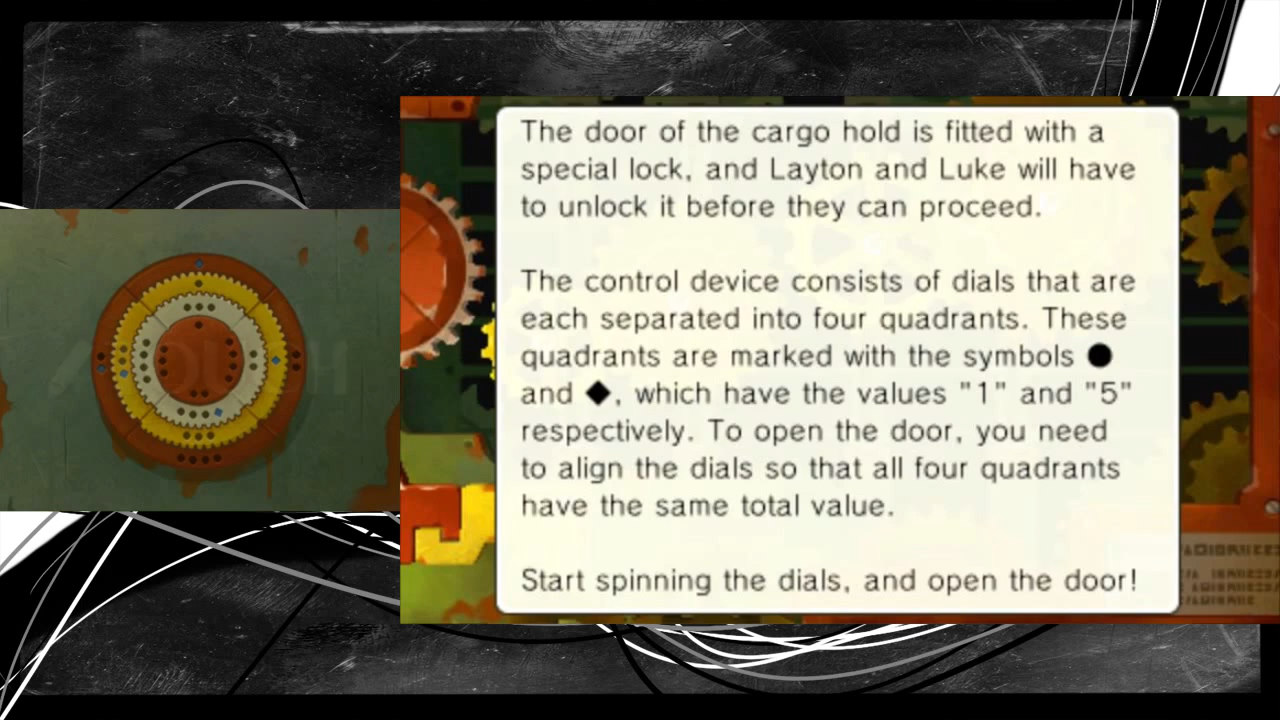 The door of the cargo hold is fitted with a
special lock, and Layton and Luke will have
to unlock it before they can proceed.
The control device consists of dials that are
each separated into four quadrants. These
quadrants are marked with the symbols ●
and ◆, which have the values "1" and "5"
respectively. To open the door, you need
to align the dials so that all four quadrants
have the same total value.
Start spinning the dials, and open the door!